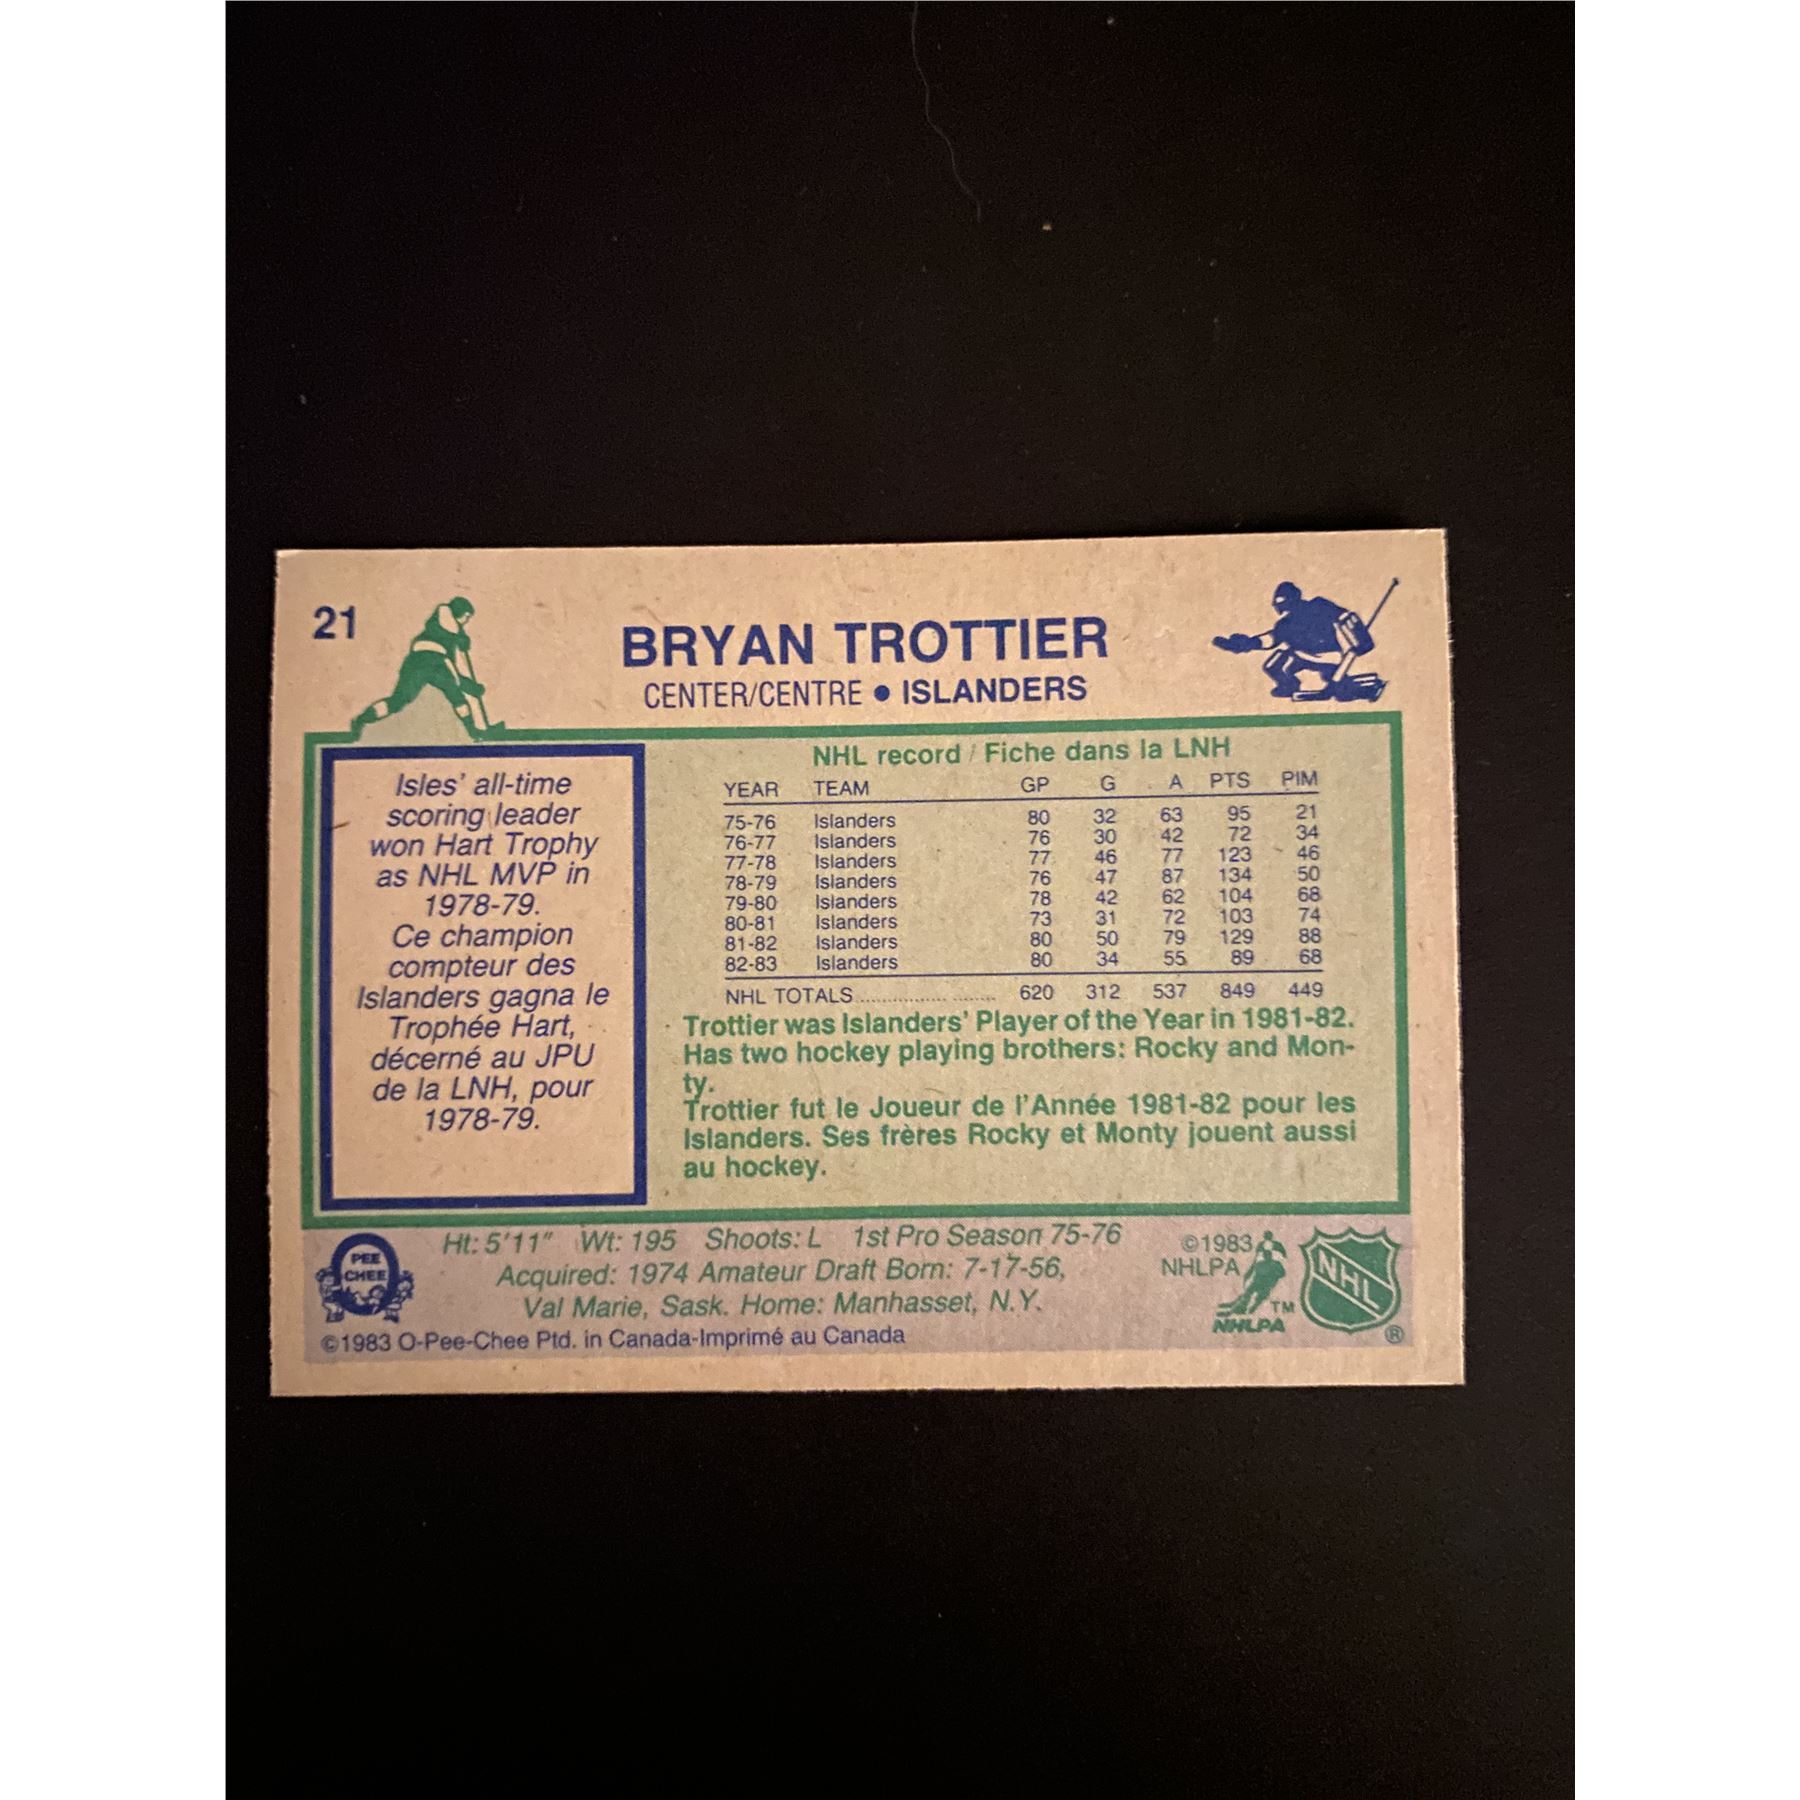 21
BRYAN TROTTIER
CENTER/CENTRE • ISLANDERS
Isles' all-time
scoring leader
won Hart Trophy
as NHL MVP in
1978-79.
Ce champion
compteur des
Islanders gagna le
Trophée Hart,
décerné au JPU
de la LNH, pour
1978-79.
NHL record / Fiche dans la LNH
YEAR TEAM GP G A PTS PIM
75-76 Islanders 80 32 63 95 21
76-77 Islanders 76 30 42 72 34
77-78 Islanders 77 46 77 123 46
78-79 Islanders 76 47 87 134 50
79-80 Islanders 78 42 62 104 68
80-81 Islanders 73 31 72 103 74
81-82 Islanders 80 50 79 129 88
82-83 Islanders 80 34 55 89 68
NHL TOTALS ........................ 620 312 537 849 449
Trottier was Islanders' Player of the Year in 1981-82.
Has two hockey playing brothers: Rocky and Mon-
ty.
Trottier fut le Joueur de l'Année 1981-82 pour les
Islanders. Ses frères Rocky et Monty jouent aussi
au hockey.
O
PEE
CHEE
Ht: 5'11" Wt: 195 Shoots: L 1st Pro Season 75-76
Acquired: 1974 Amateur Draft Born: 7-17-56,
Val Marie, Sask. Home: Manhasset, N.Y.
©1983 O-Pee-Chee Ptd. in Canada-Imprimé au Canada
©1983
NHLPA
TM
NHLPA
NHL
®